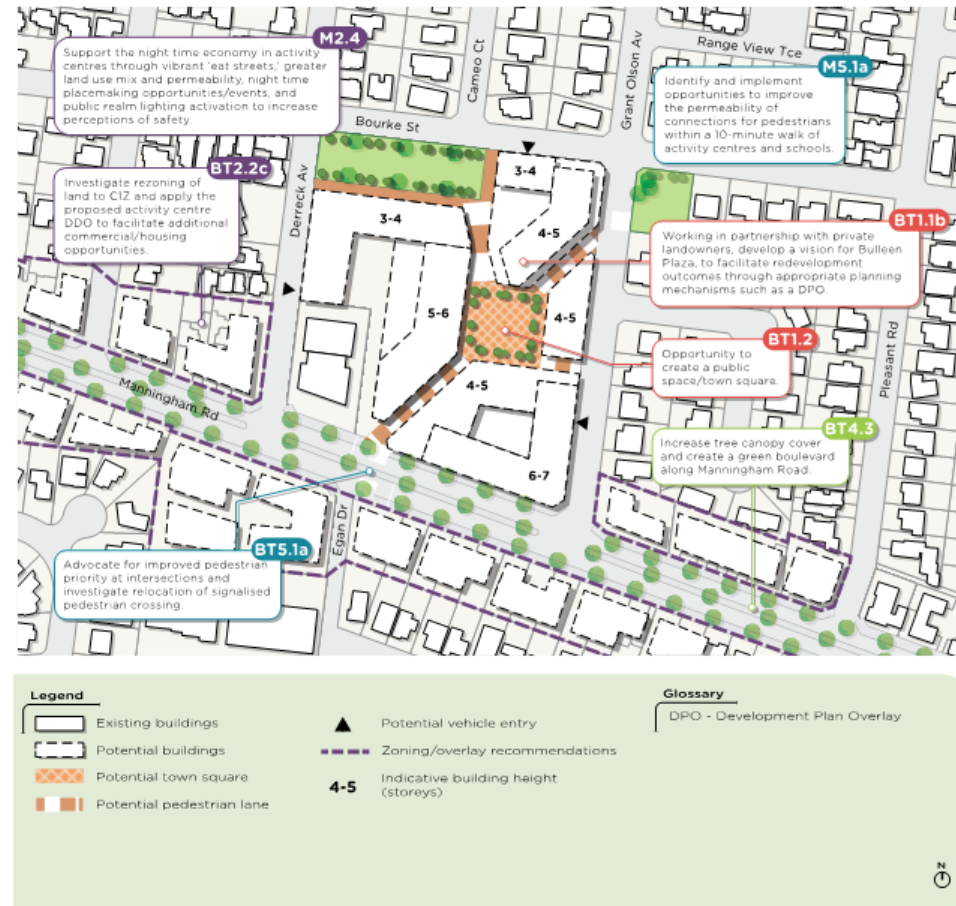 M2.4
Support the night time economy in activity
centres through vibrant 'eat streets,' greater
land use mix and permeability, night time
placemaking opportunities/events, and
public realm lighting activation to increase
perceptions of safety.
Cameo Ct
Grant Olson Av
Range View Tce
M5.1a
Identify and implement
opportunities to improve
the permeability of
connections for pedestrians
within a 10-minute walk of
activity centres and schools.
Bourke St
BT2.2c
Investigate rezoning of
land to C1Z and apply the
proposed activity centre
DDO to facilitate additional
commercial/housing
opportunities.
Derreck Av
3-4
3-4
4-5
BT1.1b
Working in partnership with private
landowners, develop a vision for Bulleen
Plaza, to facilitate redevelopment
outcomes through appropriate planning
mechanisms such as a DPO.
5-6
4-5
BT1.2
Opportunity to
create a public
space/town square.
Pleasant Rd
4-5
Manningham Rd
BT4.3
Increase tree canopy cover
and create a green boulevard
along Manningham Road.
6-7
Egan Dr
BT5.1a
Advocate for improved pedestrian
priority at intersections and
investigate relocation of signalised
pedestrian crossing.
Legend
Existing buildings
Potential buildings
Potential town square
Potential pedestrian lane
Potential vehicle entry
Zoning/overlay recommendations
4-5
Indicative building height
(storeys)
Glossary
DPO - Development Plan Overlay
N